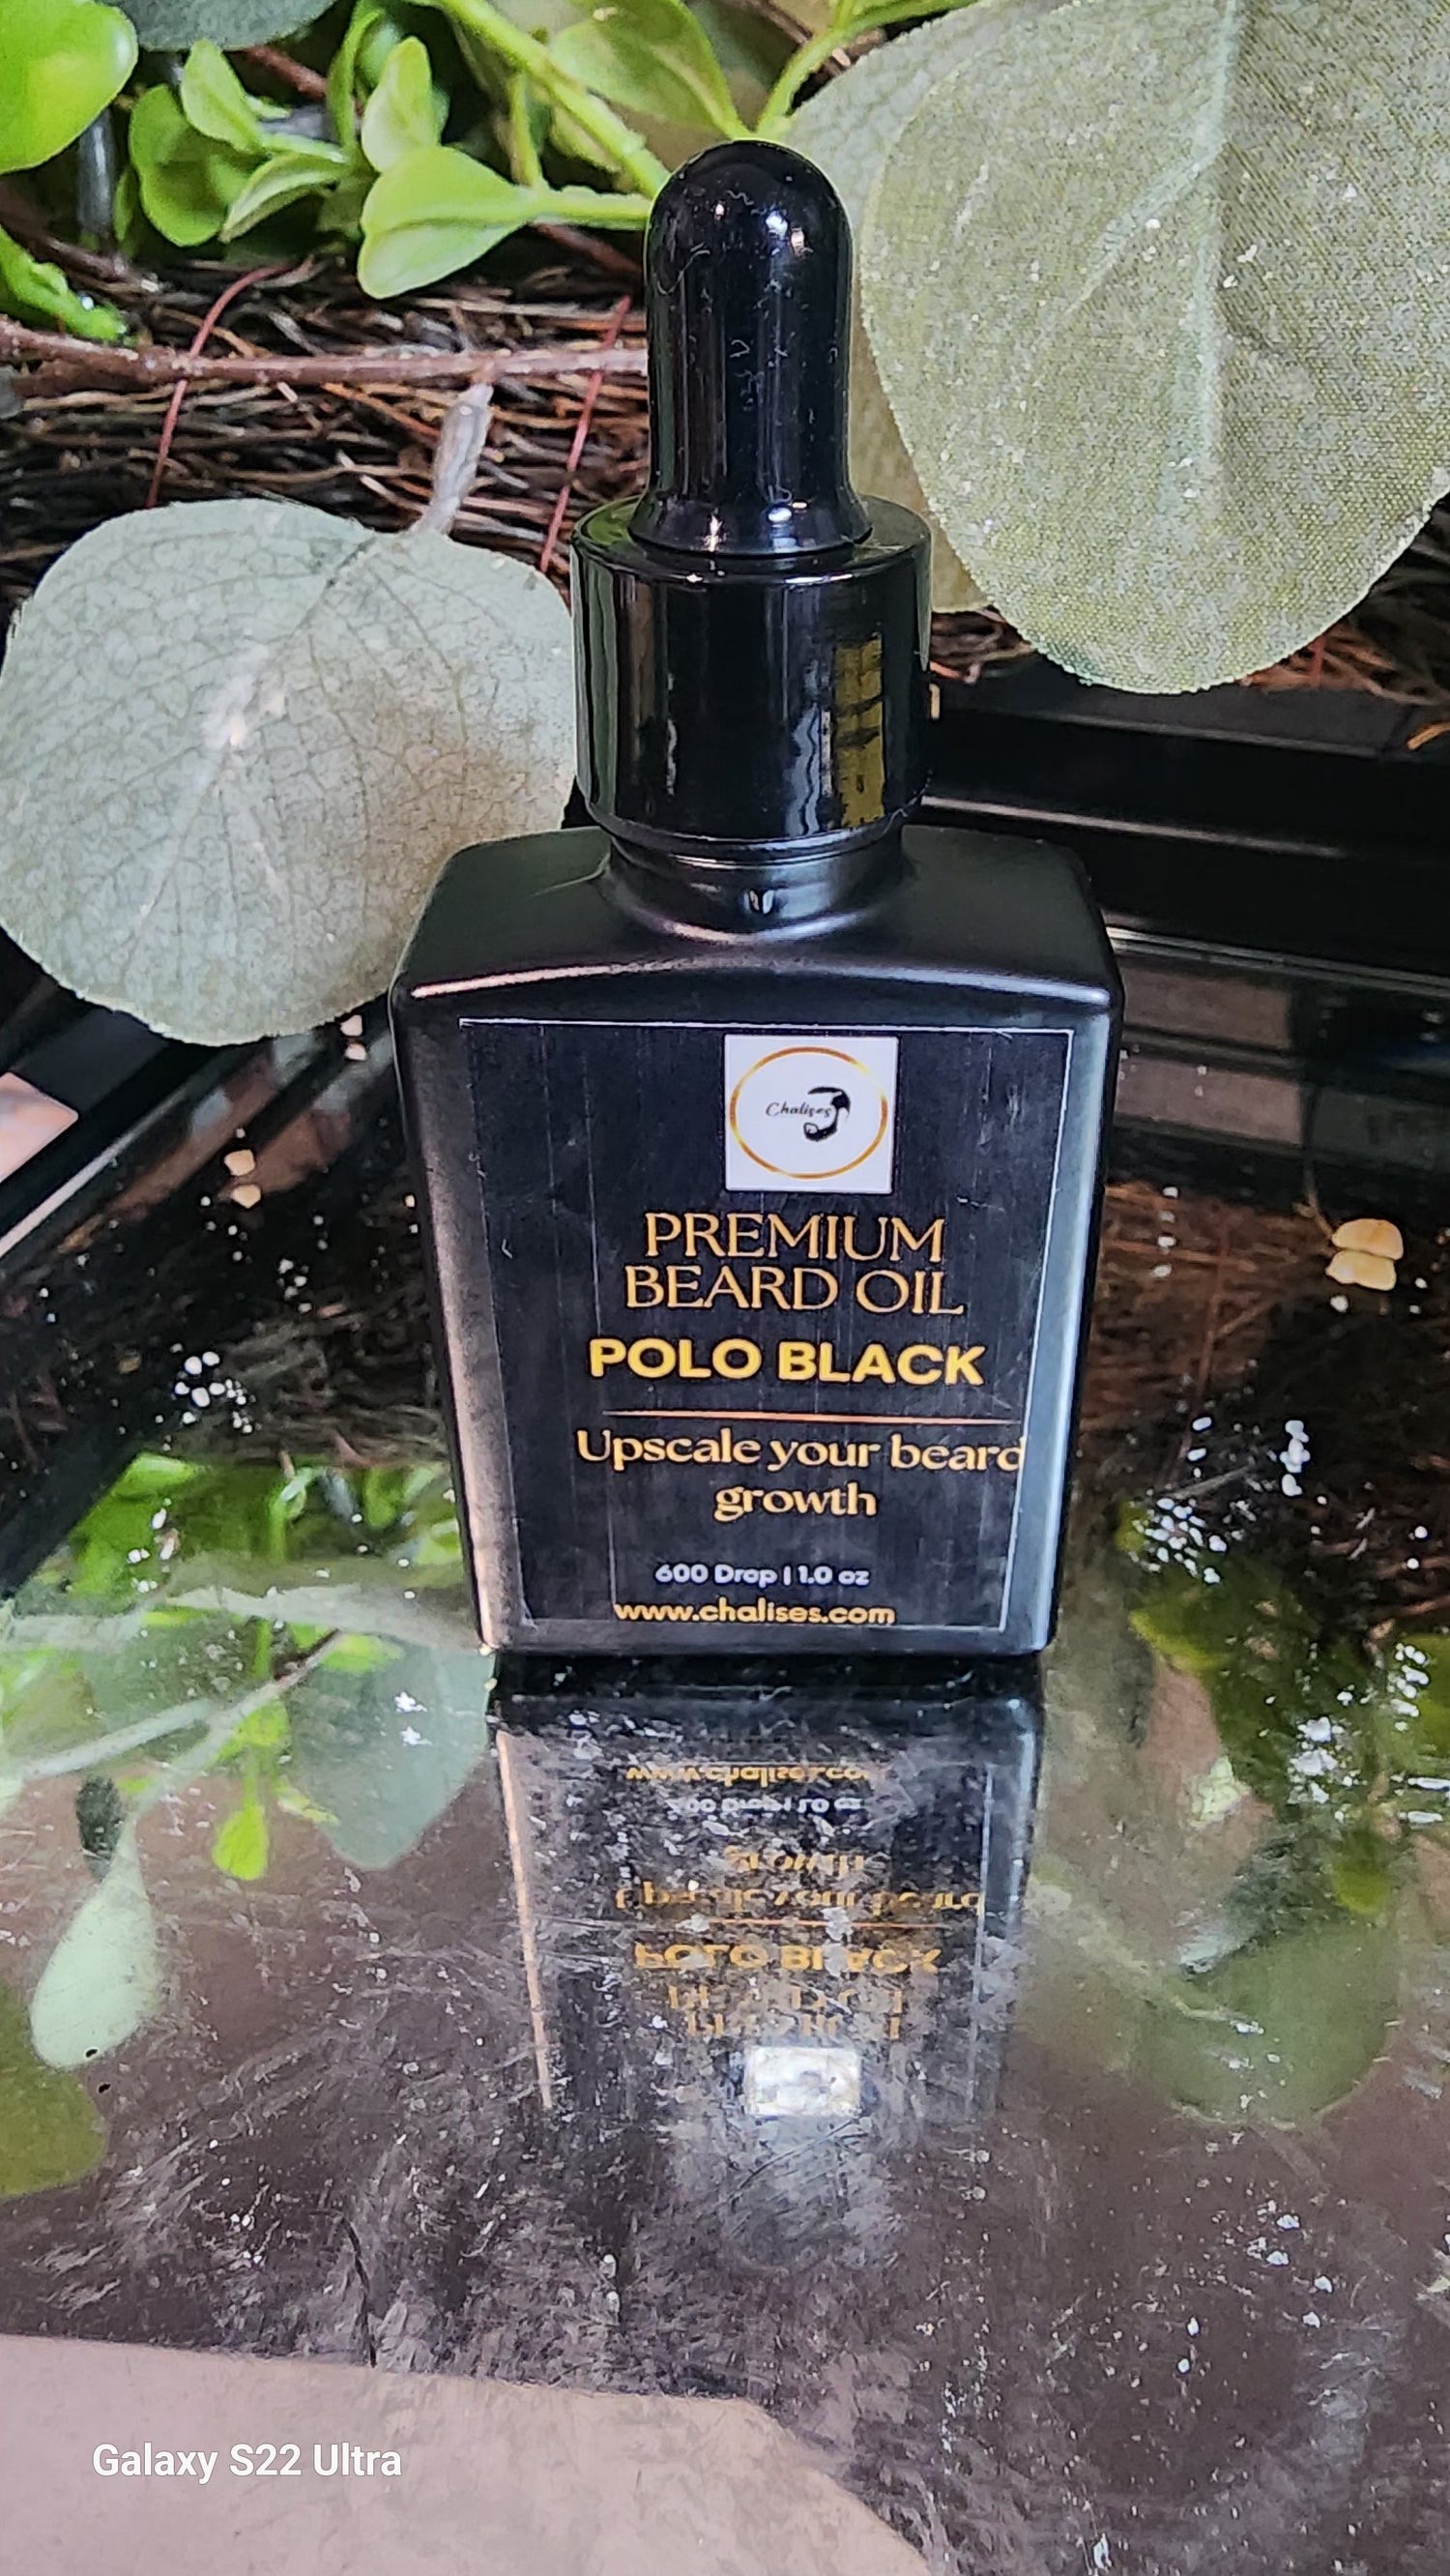 Chalises
PREMIUM
BEARD OIL
POLO BLACK
Upscale your beard
growth
600 Drop | 1.0 oz
www.chalises.com
Galaxy S22 Ultra